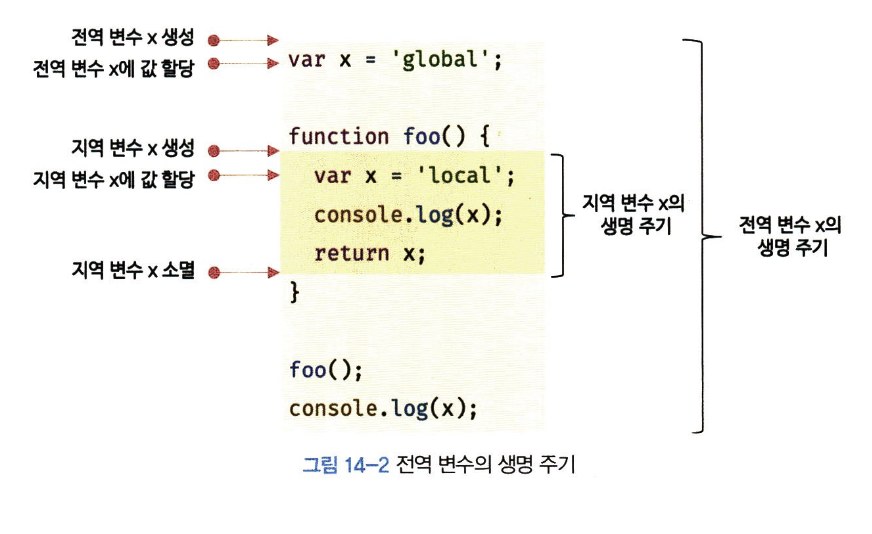 전역 변수 x 생성
전역 변수 x에 값 할당
var x = 'global';
function foo() {
지역 변수 x 생성
지역 변수 x에 값 할당
var x = 'local';
console.log(x);
return x;
지역 변수 x 소멸
}
지역 변수 x의
생명 주기
전역 변수 x의
생명 주기
foo();
console.log(x);
그림 14-2 전역 변수의 생명 주기